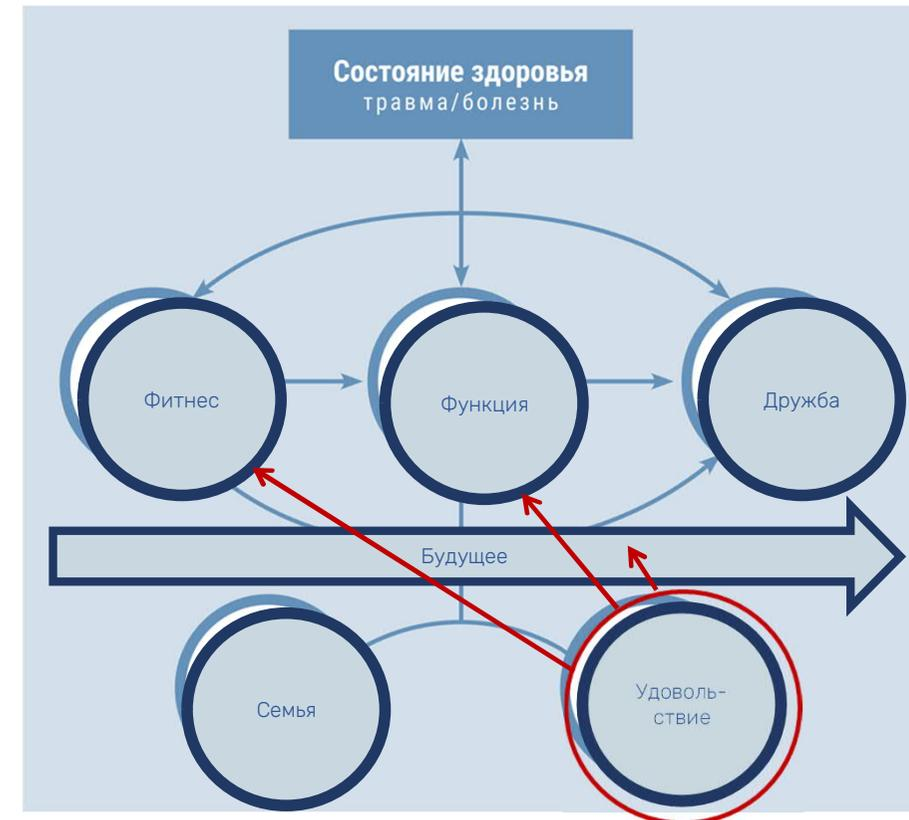 Состояние здоровья
травма/болезнь
Фитнес
Функция
Дружба
Будущее
Семья
Удоволь-
ствие